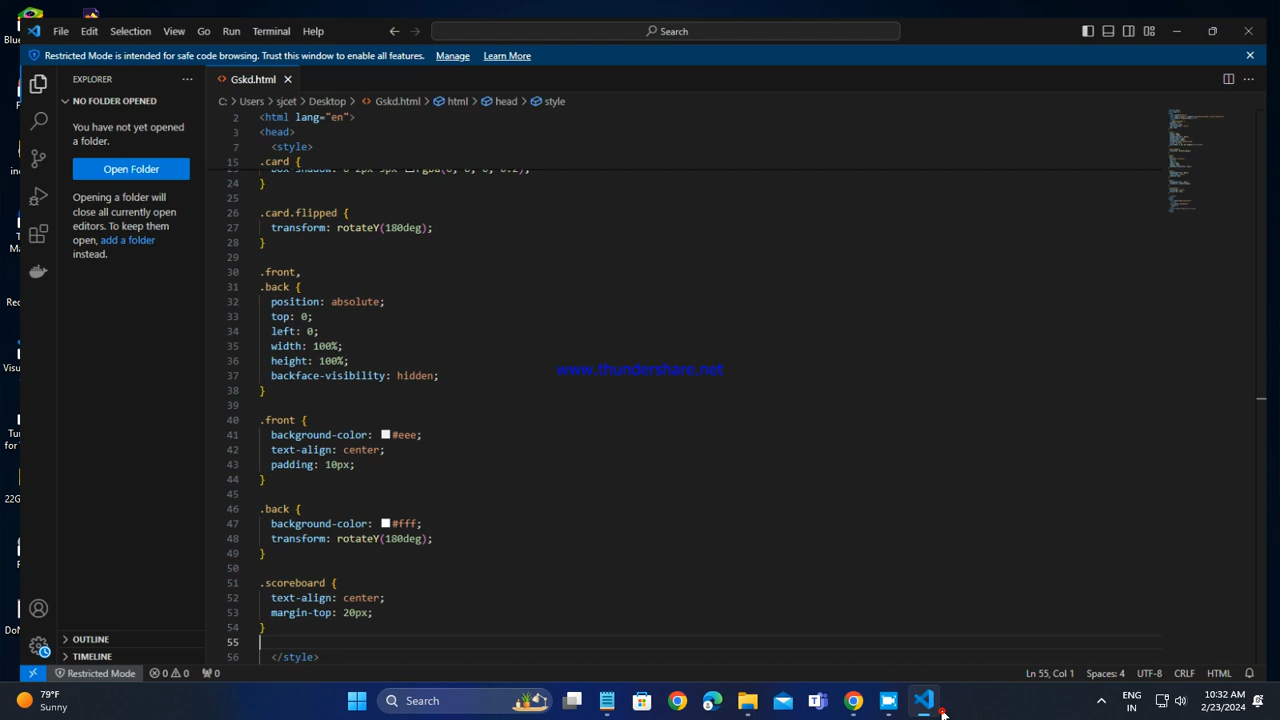 Blue
File Edit Selection View Go Run Terminal Help
Search
Restricted Mode is intended for safe code browsing. Trust this window to enable all features. Manage Learn More
EXPLORER
Gskd.html
NO FOLDER OPENED
You have not yet opened
a folder.
Open Folder
Opening a folder will
close all currently open
editors. To keep them
open, add a folder
instead.
OUTLINE
TIMELINE
C: > Users > sjcet > Desktop > Gskd.html > html > head > style
2 <html lang="en">
3 <head>
7 <style>
15 .card {
24 }
25
26 .card.flipped {
27 transform: rotateY(180deg);
28 }
29
30 .front,
31 .back {
32 position: absolute;
33 top: 0;
34 left: 0;
35 width: 100%;
36 height: 100%;
37 backface-visibility: hidden;
38 }
39
40 .front {
41 background-color: #eee;
42 text-align: center;
43 padding: 10px;
44 }
45
46 .back {
47 background-color: #fff;
48 transform: rotateY(180deg);
49 }
50
51 .scoreboard {
52 text-align: center;
53 margin-top: 20px;
54 }
55
56 </style>
www.thundershare.net
Restricted Mode 0 0 0
Ln 55, Col 1 Spaces: 4 UTF-8 CRLF HTML
79°F
Sunny
Search
ENG
IN
10:32 AM
2/23/2024